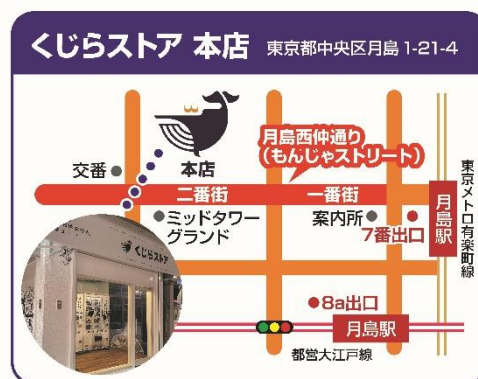 くじらストア 本店 東京都中央区月島 1-21-4
本店
月島西仲通り
(もんじゃストリート)
交番
二番街
一番街
ミッドタワー
グランド
案内所
7番出口
月島駅
東京メトロ有楽町線
くじらストア
8a出口
月島駅
都営大江戸線